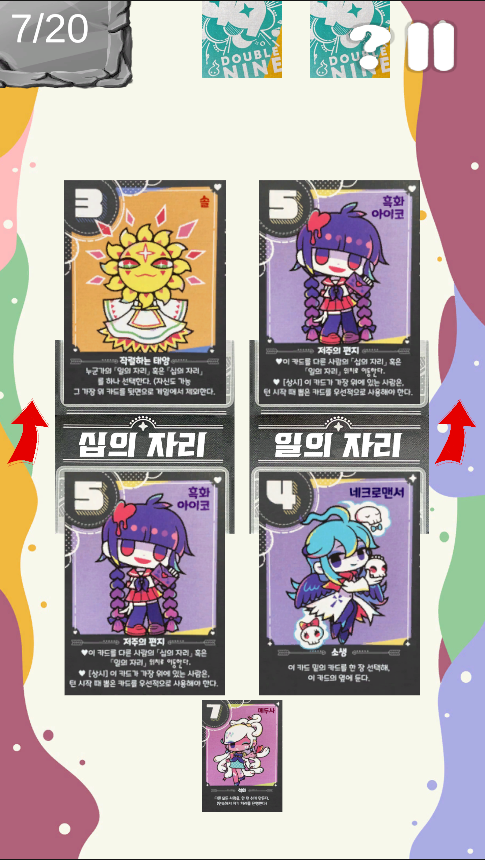 7/20
DOUBLE
NINE
DOUBLE
NINE
?
3
솔
작렬하는 태양
누군가의 「일의 자리」 혹은 「십의 자리」
를 하나 선택한다. (자신도 가능
그 가장 위 카드를 뒷면으로 게임에서 제외한다.
5
흑화
아이코
저주의 편지
♥이 카드를 다른 사람의 「십의 자리」 혹은
「일의 자리」 위치로 이동한다.
♥ [상시] 이 카드가 가장 위에 있는 사람은,
턴 시작 때 뽑은 카드를 우선적으로 사용해야 한다.
십의 자리
일의 자리
5
흑화
아이코
저주의 편지
♥이 카드를 다른 사람의 「십의 자리」 혹은
「일의 자리」 위치로 이동한다.
♥ [상시] 이 카드가 가장 위에 있는 사람은,
턴 시작 때 뽑은 카드를 우선적으로 사용해야 한다.
4
네크로맨서
소생
이 카드 밑의 카드를 한 장 선택해,
이 카드의 옆에 둔다.
7
메두사